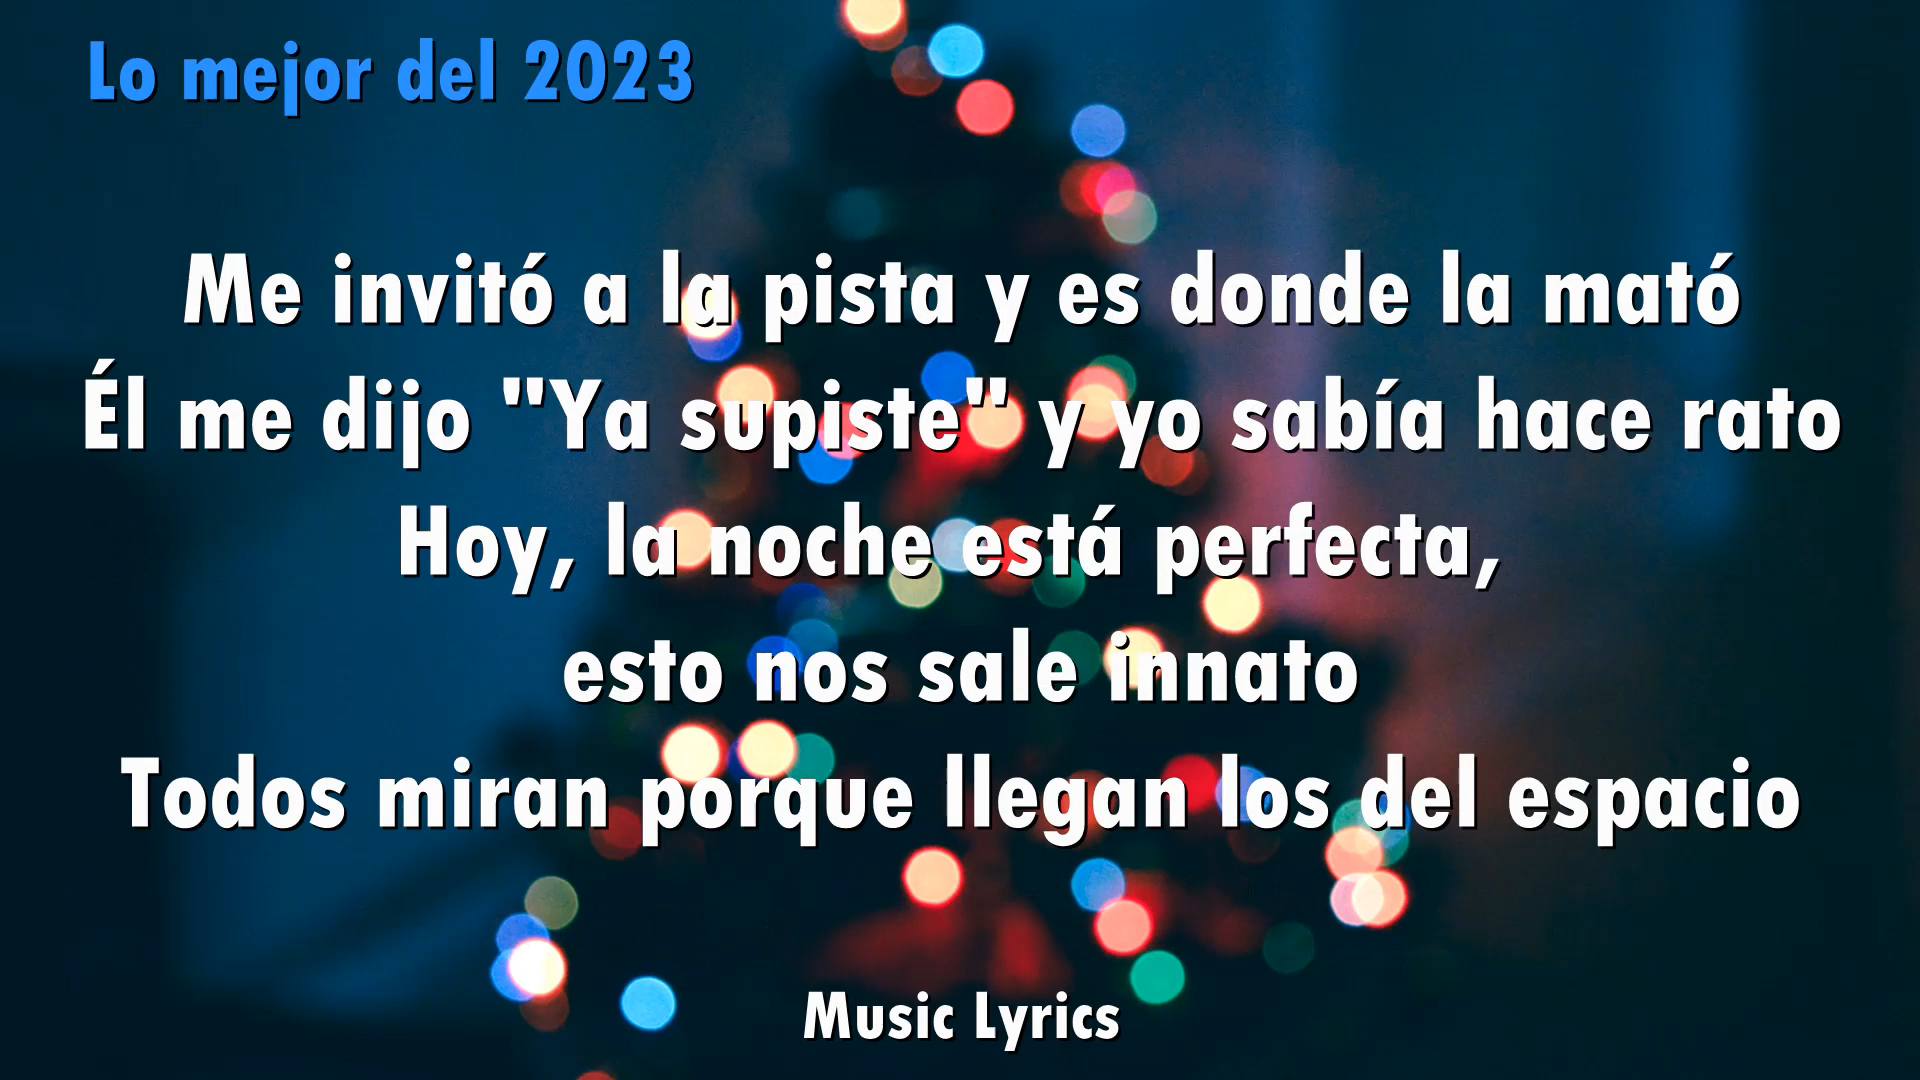 Lo mejor del 2023
Me invitó a la pista y es donde la mató
Él me dijo "Ya supiste" y yo sabía hace rato
Hoy, la noche está perfecta,
esto nos sale innato
Todos miran porque llegan los del espacio
Music Lyrics